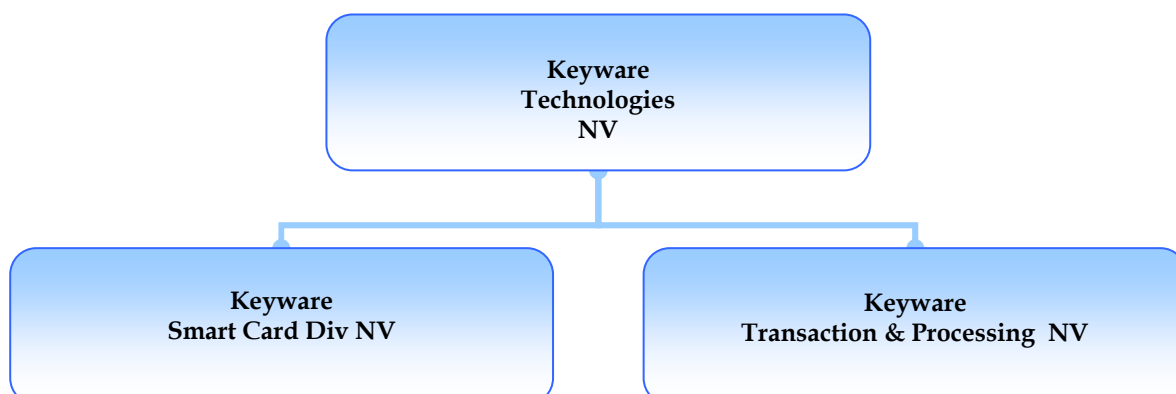 Keyware
Technologies
NV
Keyware
Smart Card Div NV
Keyware
Transaction & Processing  NV